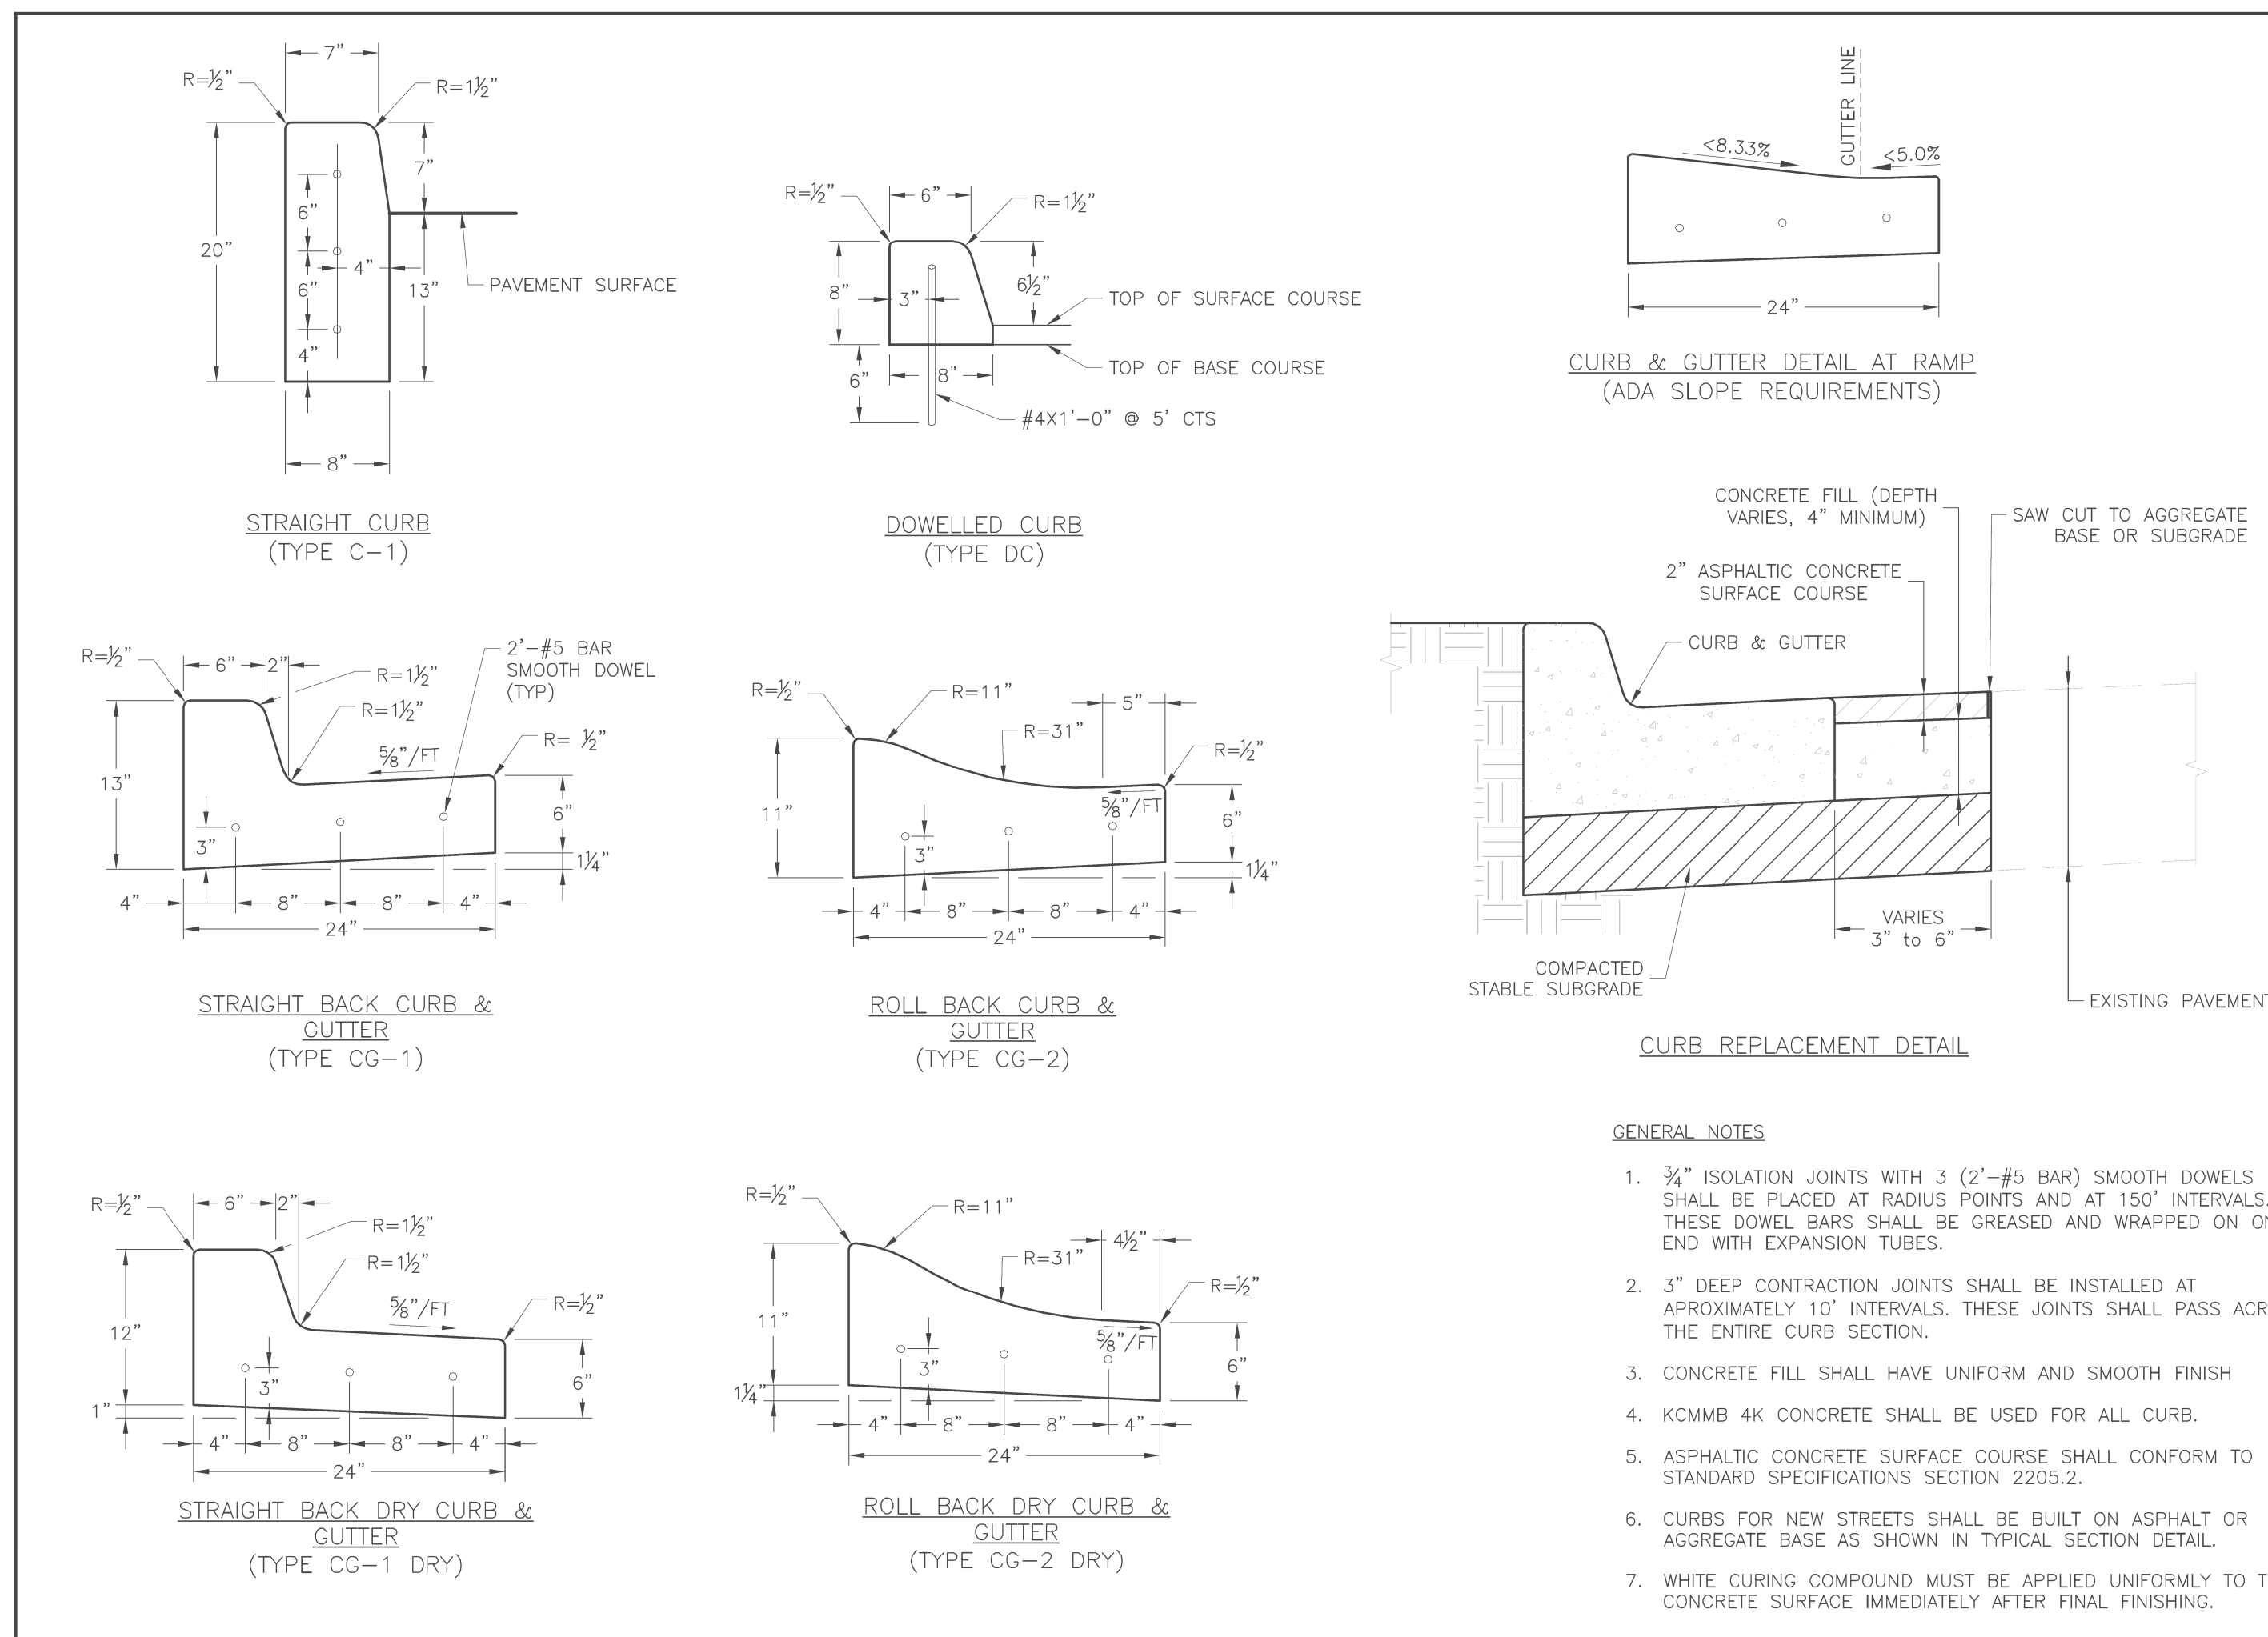 7”
R=½”
R=1½”
7”
6”
20”
4”
6”
13”
PAVEMENT SURFACE
4”
8”
STRAIGHT CURB
(TYPE C-1)
R=½”
6”
R=1½”
8”
3”
6½”
TOP OF SURFACE COURSE
TOP OF BASE COURSE
6”
8”
#4X1'-0” @ 5' CTS
DOWELLED CURB
(TYPE DC)
GUTTER LINE
<8.33%
<5.0%
24”
CURB & GUTTER DETAIL AT RAMP
(ADA SLOPE REQUIREMENTS)
R=½”
6”
2”
R=1½”
R=1½”
2'-#5 BAR
SMOOTH DOWEL
(TYP)
⅝”/FT
R= ½”
13”
6”
3”
1¼”
4”
8”
8”
4”
24”
STRAIGHT BACK CURB &
GUTTER
(TYPE CG-1)
R=½”
R=11”
R=31”
5”
R=½”
11”
⅝”/FT
6”
3”
1¼”
4”
8”
8”
4”
24”
ROLL BACK CURB &
GUTTER
(TYPE CG-2)
CONCRETE FILL (DEPTH
VARIES, 4” MINIMUM)
SAW CUT TO AGGREGATE
BASE OR SUBGRADE
2” ASPHALTIC CONCRETE
SURFACE COURSE
CURB & GUTTER
VARIES
3” to 6”
COMPACTED
STABLE SUBGRADE
EXISTING PAVEMENT
CURB REPLACEMENT DETAIL
R=½”
6”
2”
R=1½”
R=1½”
⅝”/FT
R=½”
12”
3”
6”
1”
4”
8”
8”
4”
24”
STRAIGHT BACK DRY CURB &
GUTTER
(TYPE CG-1 DRY)
R=½”
R=11”
R=31”
4½”
R=½”
11”
⅝”/FT
3”
6”
1¼”
4”
8”
8”
4”
24”
ROLL BACK DRY CURB &
GUTTER
(TYPE CG-2 DRY)
GENERAL NOTES
1. ¾” ISOLATION JOINTS WITH 3 (2'-#5 BAR) SMOOTH DOWELS
SHALL BE PLACED AT RADIUS POINTS AND AT 150' INTERVALS.
THESE DOWEL BARS SHALL BE GREASED AND WRAPPED ON
END WITH EXPANSION TUBES.
2. 3” DEEP CONTRACTION JOINTS SHALL BE INSTALLED AT
APROXIMATELY 10' INTERVALS. THESE JOINTS SHALL PASS
THE ENTIRE CURB SECTION.
3. CONCRETE FILL SHALL HAVE UNIFORM AND SMOOTH FINISH
4. KCMMB 4K CONCRETE SHALL BE USED FOR ALL CURB.
5. ASPHALTIC CONCRETE SURFACE COURSE SHALL CONFORM TO
STANDARD SPECIFICATIONS SECTION 2205.2.
6. CURBS FOR NEW STREETS SHALL BE BUILT ON ASPHALT OR
AGGREGATE BASE AS SHOWN IN TYPICAL SECTION DETAIL.
7. WHITE CURING COMPOUND MUST BE APPLIED UNIFORMLY TO
CONCRETE SURFACE IMMEDIATELY AFTER FINAL FINISHING.